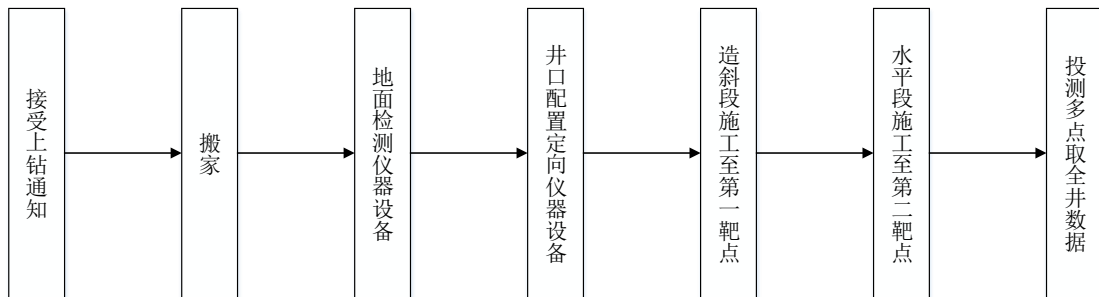 接受上钻通知
搬家
地面检测仪器设备
井口配置定向仪器设备
造斜段施工至第一靶点
水平段施工至第二靶点
投测多点取全井数据